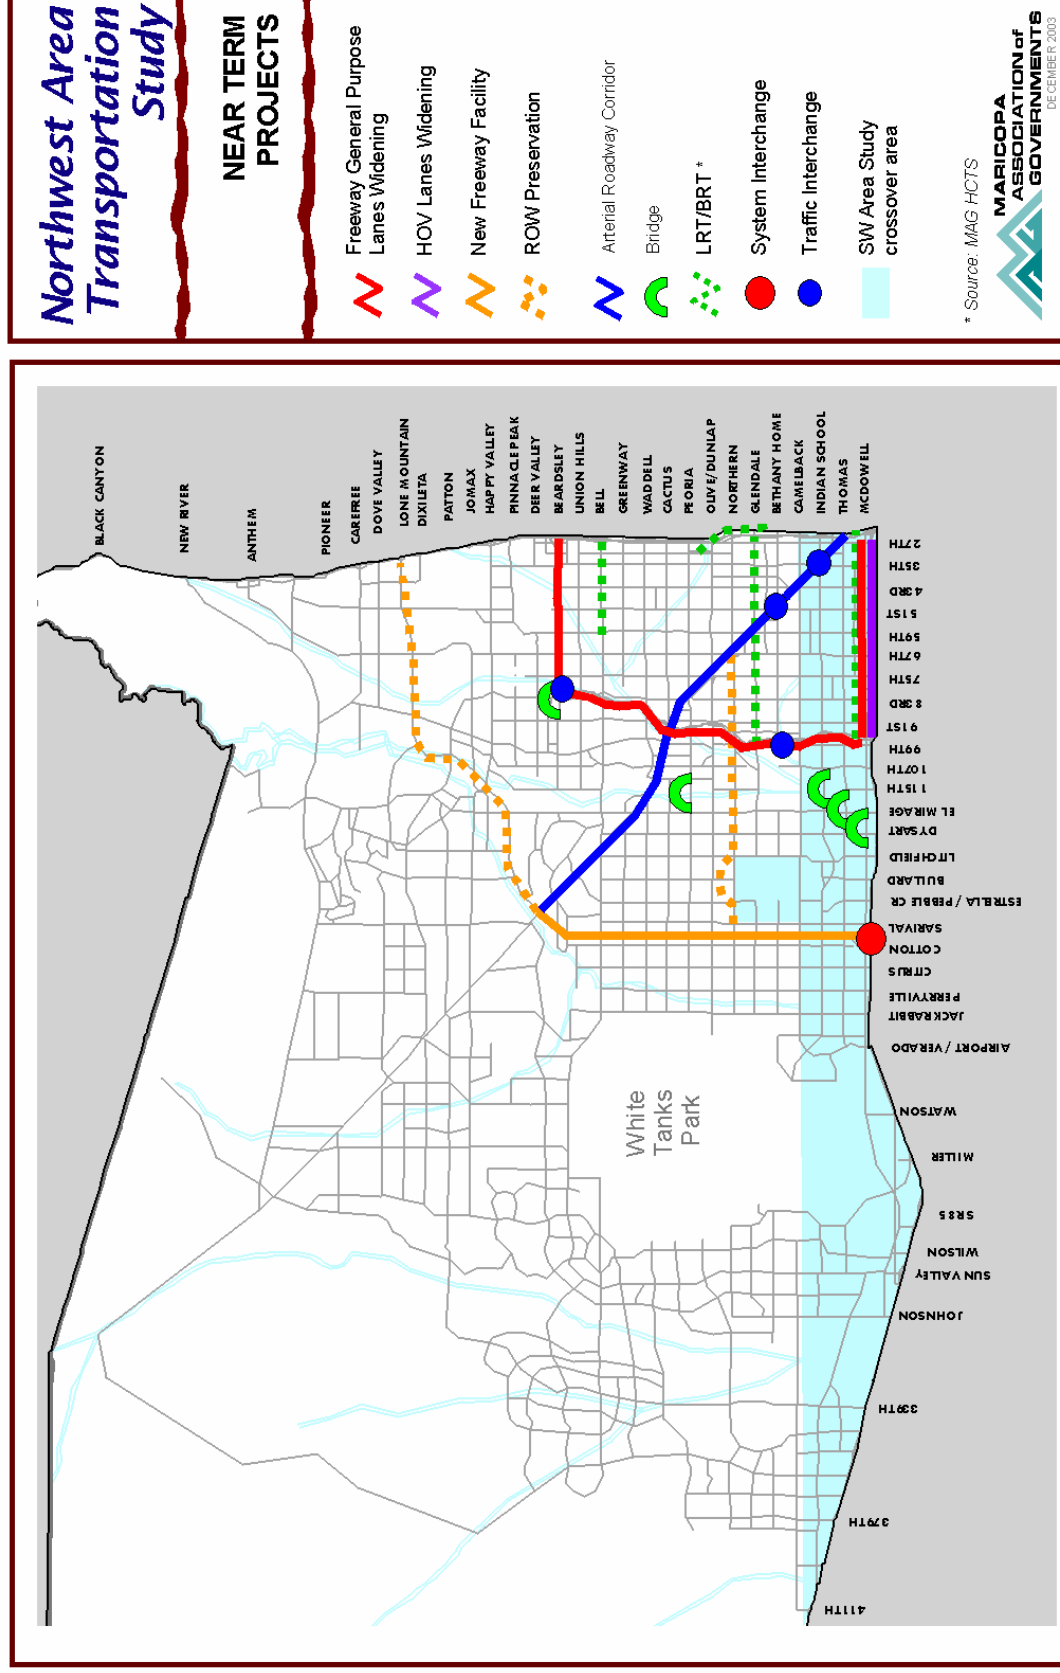 Northwest Area
Transportation
Study
NEAR TERM
PROJECTS
Freeway General Purpose
Lanes Widening
HOV Lanes Widening
New Freeway Facility
ROW Preservation
Arterial Roadway Corridor
Bridge
LRT/BRT *
System Interchange
Traffic Interchange
SW Area Study
crossover area
* Source: MAG HCTS
MARICOPA
ASSOCIATION of
GOVERNMENTS
DECEMBER 2003
BLACK CANYON
NEW RIVER
ANTHEM
PIONEER
CAREFREE
DOVE VALLEY
LONE MOUNTAIN
DIXILETA
PATTON
JOMAX
HAPPY VALLEY
PINNACLE PEAK
DEER VALLEY
BEARDSLEY
UNION HILLS
BELL
GREENWAY
WADDELL
CACTUS
PEORIA
OLIVE/DUNLAP
NORTHERN
GLENDALE
BETHANY HOME
CAMELBACK
INDIAN SCHOOL
THOMAS
MCDOWELL
White
Tanks
Park
411TH
379TH
339TH
JOHNSON
SUN VALLEY
WILSON
SR85
MILLER
WATSON
AIRPORT / VERADO
JACKRABBIT
PERRYVILLE
CITRUS
COTTON
SARIVAL
ESTRELLA / PEBBLE CR
BULLARD
LITCHFIELD
DYSART
EL MIRAGE
115TH
107TH
99TH
91ST
83RD
75TH
67TH
59TH
51ST
43RD
35TH
27TH